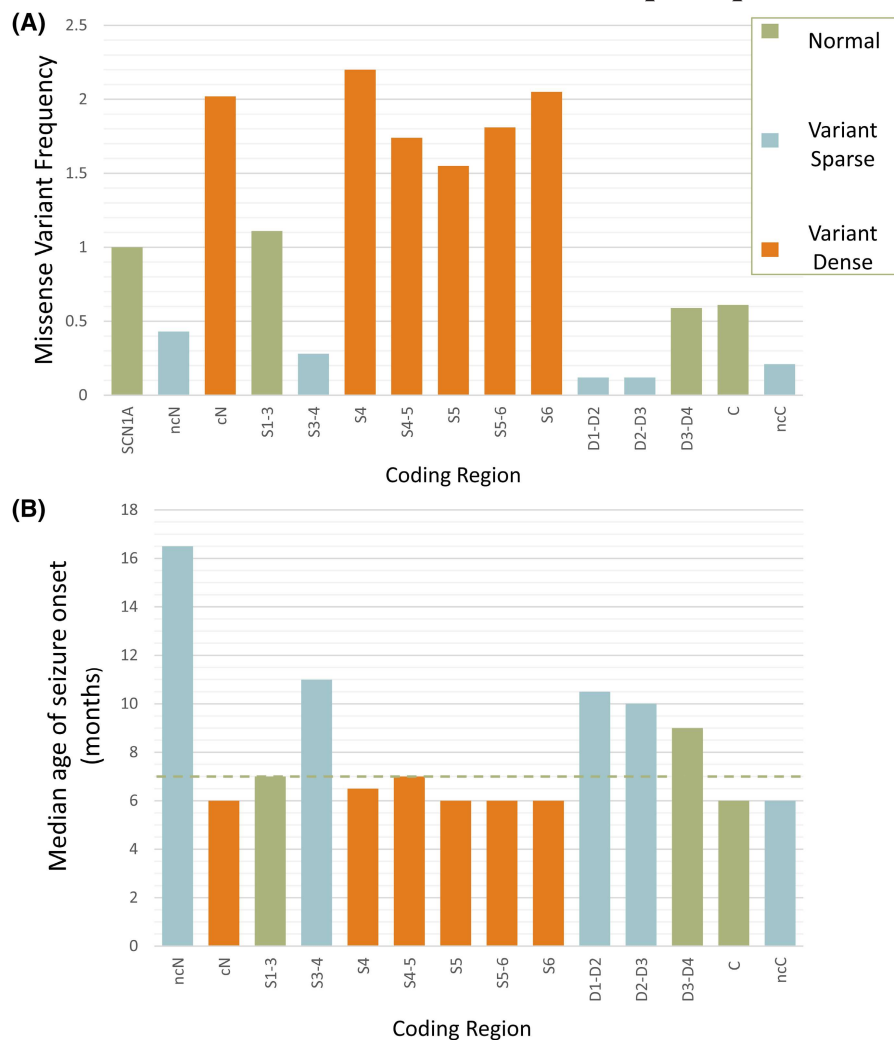 (A)
Missense Variant Frequency
2.5
2
1.5
1
0.5
0
SCN1A
ncN
cN
S1-3
S3-4
S4
S4-5
S5
S5-6
S6
D1-D2
D2-D3
D3-D4
C
ncC
Coding Region
Normal
Variant
Sparse
Variant
Dense
(B)
Median age of seizure onset
(months)
18
16
14
12
10
8
6
4
2
0
ncN
cN
S1-3
S3-4
S4
S4-5
S5
S5-6
S6
D1-D2
D2-D3
D3-D4
C
ncC
Coding Region